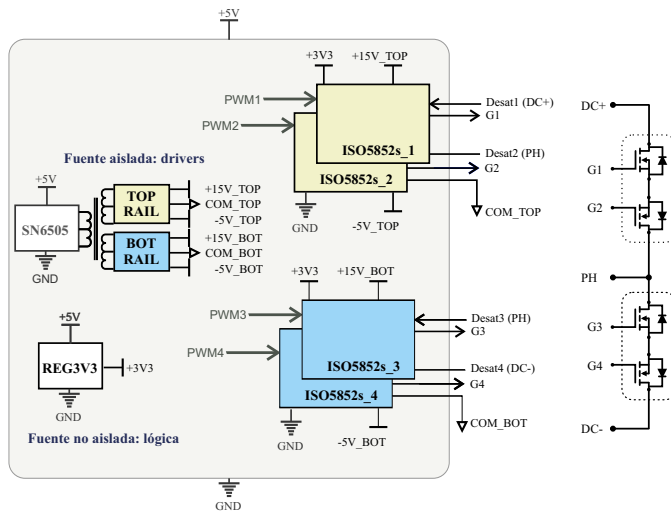 +5V
+3V3
+15V_TOP
PWM1
PWM2
Desat1 (DC+)
G1
ISO5852s_1
Desat2 (PH)
ISO5852s_2
G2
GND
-5V_TOP
COM_TOP
Fuente aislada: drivers
+5V
SN6505
GND
TOP
RAIL
+15V_TOP
COM_TOP
-5V_TOP
BOT
RAIL
+15V_BOT
COM_BOT
-5V_BOT
+3V3
+15V_BOT
PWM3
PWM4
Desat3 (PH)
G3
ISO5852s_3
Desat4 (DC-)
ISO5852s_4
G4
GND
-5V_BOT
COM_BOT
+5V
REG3V3
+3V3
GND
Fuente no aislada: lógica
GND
DC+
G1
G2
PH
G3
G4
DC-